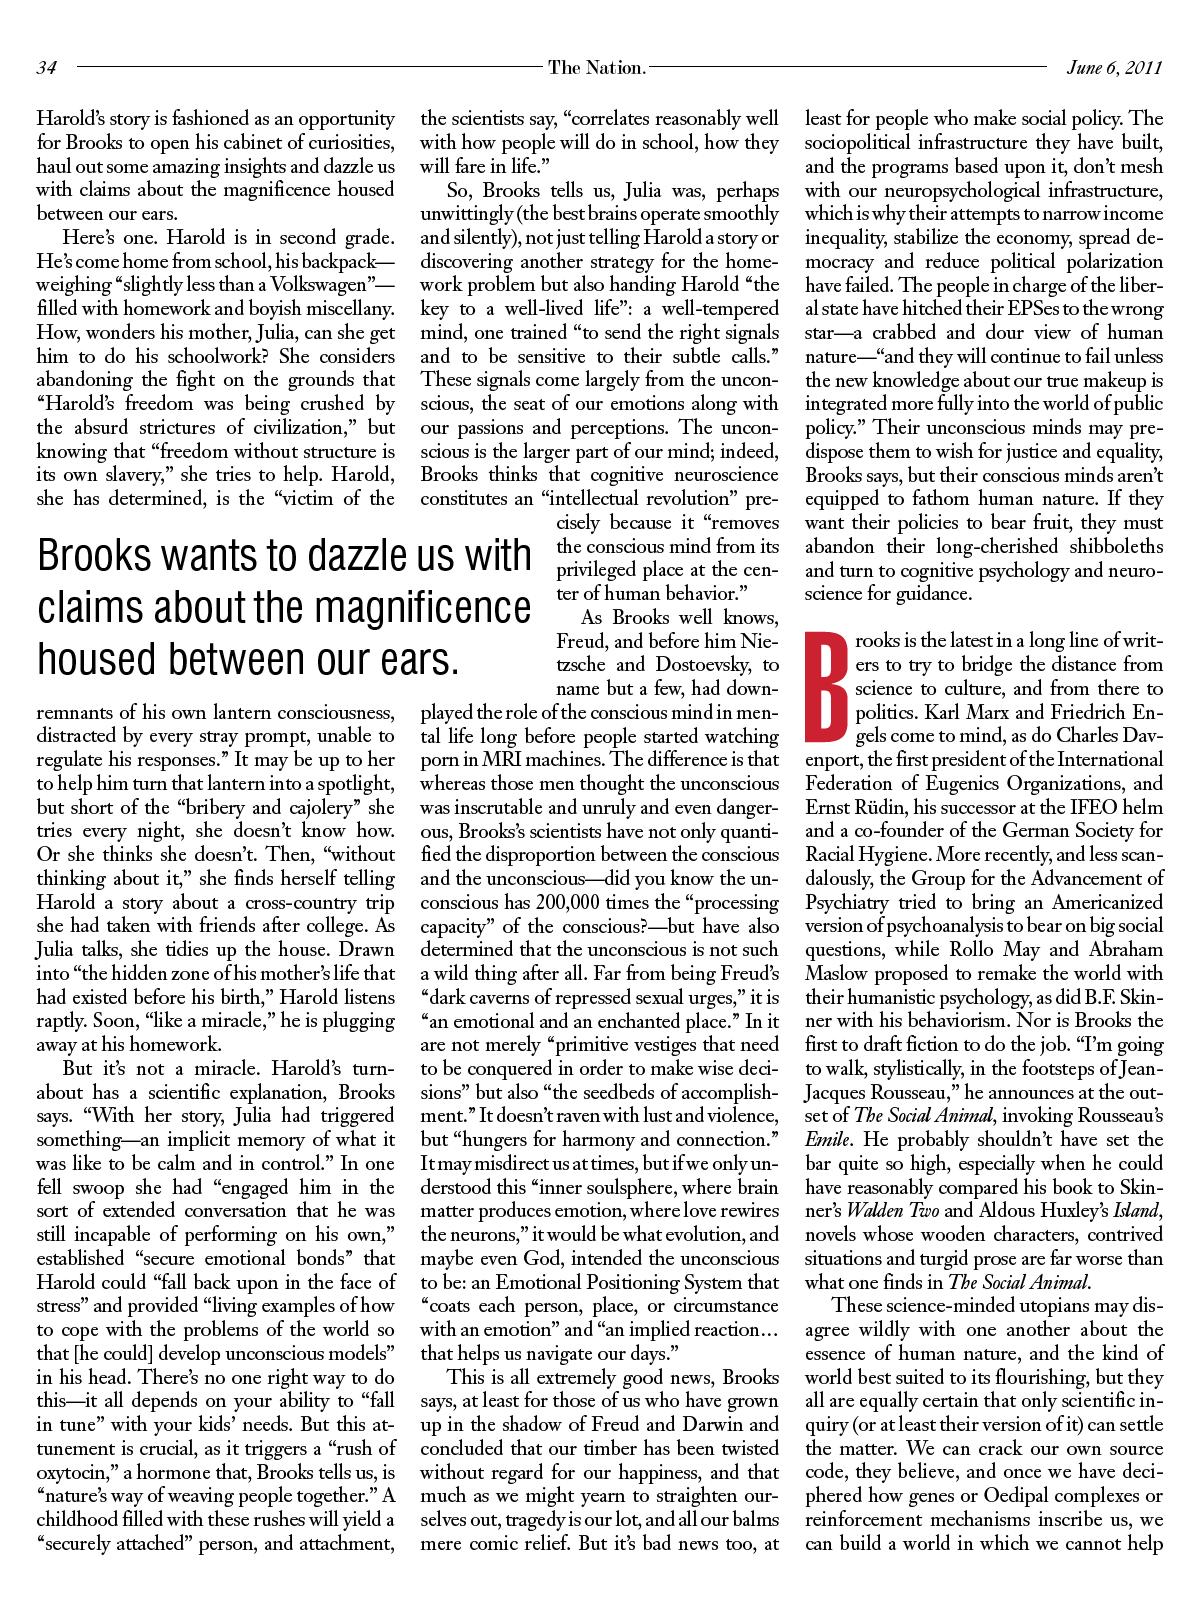 34 The Nation. June 6, 2011
Harold's story is fashioned as an opportunity
for Brooks to open his cabinet of curiosities,
haul out some amazing insights and dazzle us
with claims about the magnificence housed
between our ears.
Here's one. Harold is in second grade.
He's come home from school, his backpack—
weighing “slightly less than a Volkswagen”—
filled with homework and boyish miscellany.
How, wonders his mother, Julia, can she get
him to do his schoolwork? She considers
abandoning the fight on the grounds that
“Harold's freedom was being crushed by
the absurd strictures of civilization,” but
knowing that “freedom without structure is
its own slavery,” she tries to help. Harold,
she has determined, is the “victim of the
Brooks wants to dazzle us with
claims about the magnificence
housed between our ears.
remnants of his own lantern consciousness,
distracted by every stray prompt, unable to
regulate his responses.” It may be up to her
to help him turn that lantern into a spotlight,
but short of the “bribery and cajolery” she
tries every night, she doesn't know how.
Or she thinks she doesn't. Then, “without
thinking about it,” she finds herself telling
Harold a story about a cross-country trip
she had taken with friends after college. As
Julia talks, she tidies up the house. Drawn
into “the hidden zone of his mother's life that
had existed before his birth,” Harold listens
raptly. Soon, “like a miracle,” he is plugging
away at his homework.
But it's not a miracle. Harold's turn-
about has a scientific explanation, Brooks
says. “With her story, Julia had triggered
something—an implicit memory of what it
was like to be calm and in control.” In one
fell swoop she had “engaged him in the
sort of extended conversation that he was
still incapable of performing on his own,”
established “secure emotional bonds” that
Harold could “fall back upon in the face of
stress” and provided “living examples of how
to cope with the problems of the world so
that [he could] develop unconscious models”
in his head. There's no one right way to do
this—it all depends on your ability to “fall
in tune” with your kids' needs. But this at-
tunement is crucial, as it triggers a “rush of
oxytocin,” a hormone that, Brooks tells us, is
“nature's way of weaving people together.” A
childhood filled with these rushes will yield a
“securely attached” person, and attachment,
the scientists say, “correlates reasonably well
with how people will do in school, how they
will fare in life.”
So, Brooks tells us, Julia was, perhaps
unwittingly (the best brains operate smoothly
and silently), not just telling Harold a story or
discovering another strategy for the home-
work problem but also handing Harold “the
key to a well-lived life”: a well-tempered
mind, one trained “to send the right signals
and to be sensitive to their subtle calls.”
These signals come largely from the uncon-
scious, the seat of our emotions along with
our passions and perceptions. The uncon-
scious is the larger part of our mind; indeed,
Brooks thinks that cognitive neuroscience
constitutes an “intellectual revolution” pre-
cisely because it “removes
the conscious mind from its
privileged place at the cen-
ter of human behavior.”
As Brooks well knows,
Freud, and before him Nie-
tzsche and Dostoevsky, to
name but a few, had down-
played the role of the conscious mind in men-
tal life long before people started watching
porn in MRI machines. The difference is that
whereas those men thought the unconscious
was inscrutable and unruly and even danger-
ous, Brooks's scientists have not only quanti-
fied the disproportion between the conscious
and the unconscious—did you know the un-
conscious has 200,000 times the “processing
capacity” of the conscious?—but have also
determined that the unconscious is not such
a wild thing after all. Far from being Freud's
“dark caverns of repressed sexual urges,” it is
“an emotional and an enchanted place.” In it
are not merely “primitive vestiges that need
to be conquered in order to make wise deci-
sions” but also “the seedbeds of accomplish-
ment.” It doesn't raven with lust and violence,
but “hungers for harmony and connection.”
It may misdirect us at times, but if we only un-
derstood this “inner soulsphere, where brain
matter produces emotion, where love rewires
the neurons,” it would be what evolution, and
maybe even God, intended the unconscious
to be: an Emotional Positioning System that
“coats each person, place, or circumstance
with an emotion” and “an implied reaction…
that helps us navigate our days.”
This is all extremely good news, Brooks
says, at least for those of us who have grown
up in the shadow of Freud and Darwin and
concluded that our timber has been twisted
without regard for our happiness, and that
much as we might yearn to straighten our-
selves out, tragedy is our lot, and all our balms
mere comic relief. But it's bad news too, at
least for people who make social policy. The
sociopolitical infrastructure they have built,
and the programs based upon it, don't mesh
with our neuropsychological infrastructure,
which is why their attempts to narrow income
inequality, stabilize the economy, spread de-
mocracy and reduce political polarization
have failed. The people in charge of the liber-
al state have hitched their EPSes to the wrong
star—a crabbed and dour view of human
nature—“and they will continue to fail unless
the new knowledge about our true makeup is
integrated more fully into the world of public
policy.” Their unconscious minds may pre-
dispose them to wish for justice and equality,
Brooks says, but their conscious minds aren't
equipped to fathom human nature. If they
want their policies to bear fruit, they must
abandon their long-cherished shibboleths
and turn to cognitive psychology and neuro-
science for guidance.
Brooks is the latest in a long line of writ-
ers to try to bridge the distance from
science to culture, and from there to
politics. Karl Marx and Friedrich En-
gels come to mind, as do Charles Dav-
enport, the first president of the International
Federation of Eugenics Organizations, and
Ernst Rüdin, his successor at the IFEO helm
and a co-founder of the German Society for
Racial Hygiene. More recently, and less scan-
dalously, the Group for the Advancement of
Psychiatry tried to bring an Americanized
version of psychoanalysis to bear on big social
questions, while Rollo May and Abraham
Maslow proposed to remake the world with
their humanistic psychology, as did B.F. Skin-
ner with his behaviorism. Nor is Brooks the
first to draft fiction to do the job. “I'm going
to walk, stylistically, in the footsteps of Jean-
Jacques Rousseau,” he announces at the out-
set of The Social Animal, invoking Rousseau's
Emile. He probably shouldn't have set the
bar quite so high, especially when he could
have reasonably compared his book to Skin-
ner's Walden Two and Aldous Huxley's Island,
novels whose wooden characters, contrived
situations and turgid prose are far worse than
what one finds in The Social Animal.
These science-minded utopians may dis-
agree wildly with one another about the
essence of human nature, and the kind of
world best suited to its flourishing, but they
all are equally certain that only scientific in-
quiry (or at least their version of it) can settle
the matter. We can crack our own source
code, they believe, and once we have deci-
phered how genes or Oedipal complexes or
reinforcement mechanisms inscribe us, we
can build a world in which we cannot help